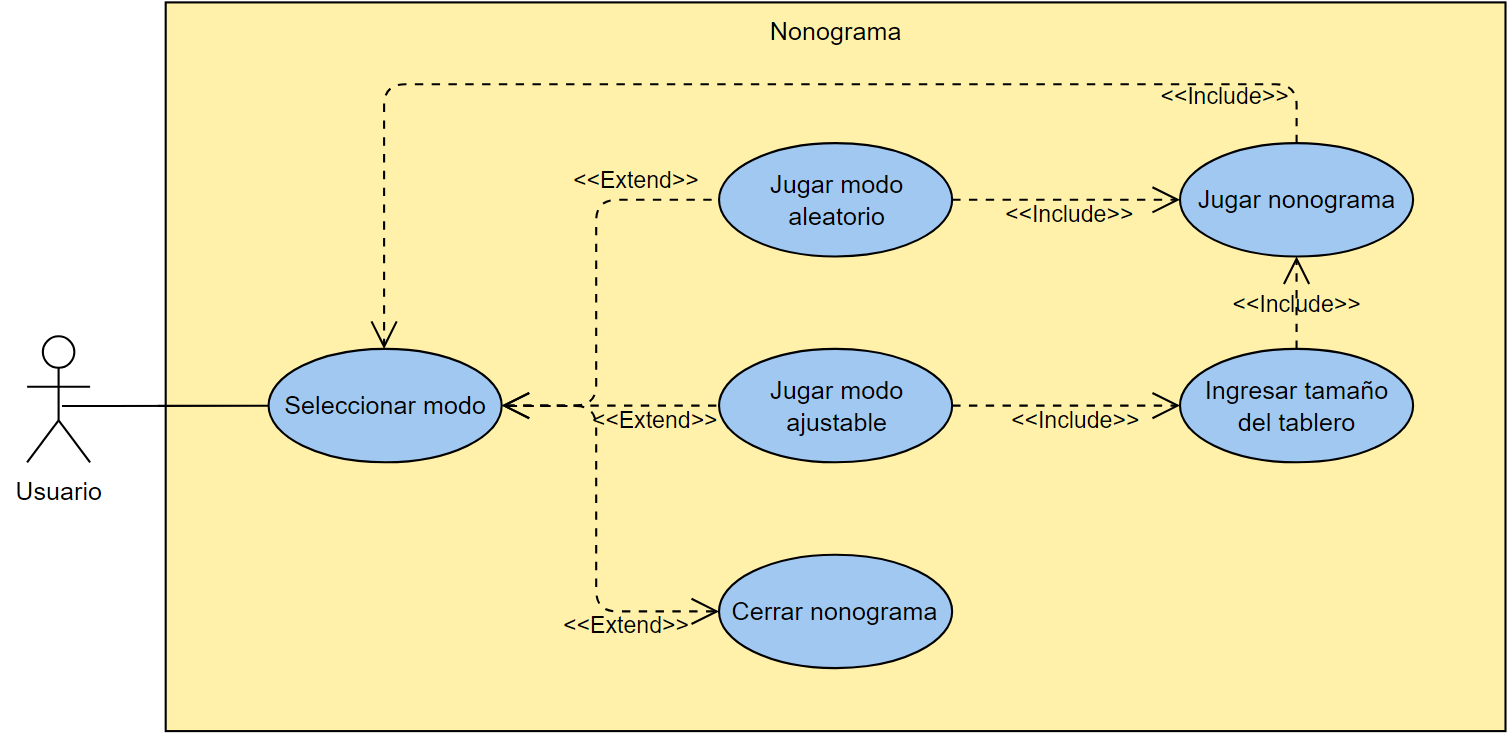 Nonograma
<<Include>>
<<Extend>>
Jugar modo
aleatorio
<<Include>>
Jugar nonograma
<<Include>>
Usuario
Seleccionar modo
<<Extend>>
Jugar modo
ajustable
<<Include>>
Ingresar tamaño
del tablero
<<Extend>>
Cerrar nonograma